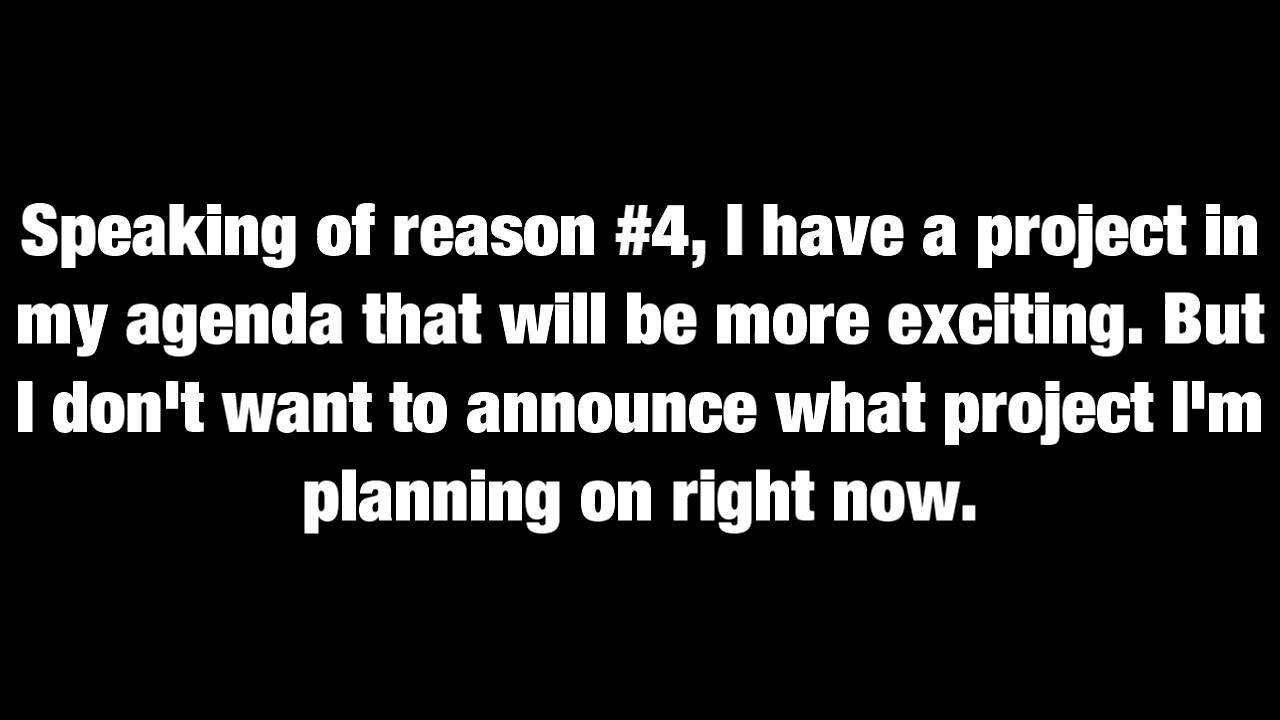 Speaking of reason #4, I have a project in
my agenda that will be more exciting. But
I don't want to announce what project I'm
planning on right now.